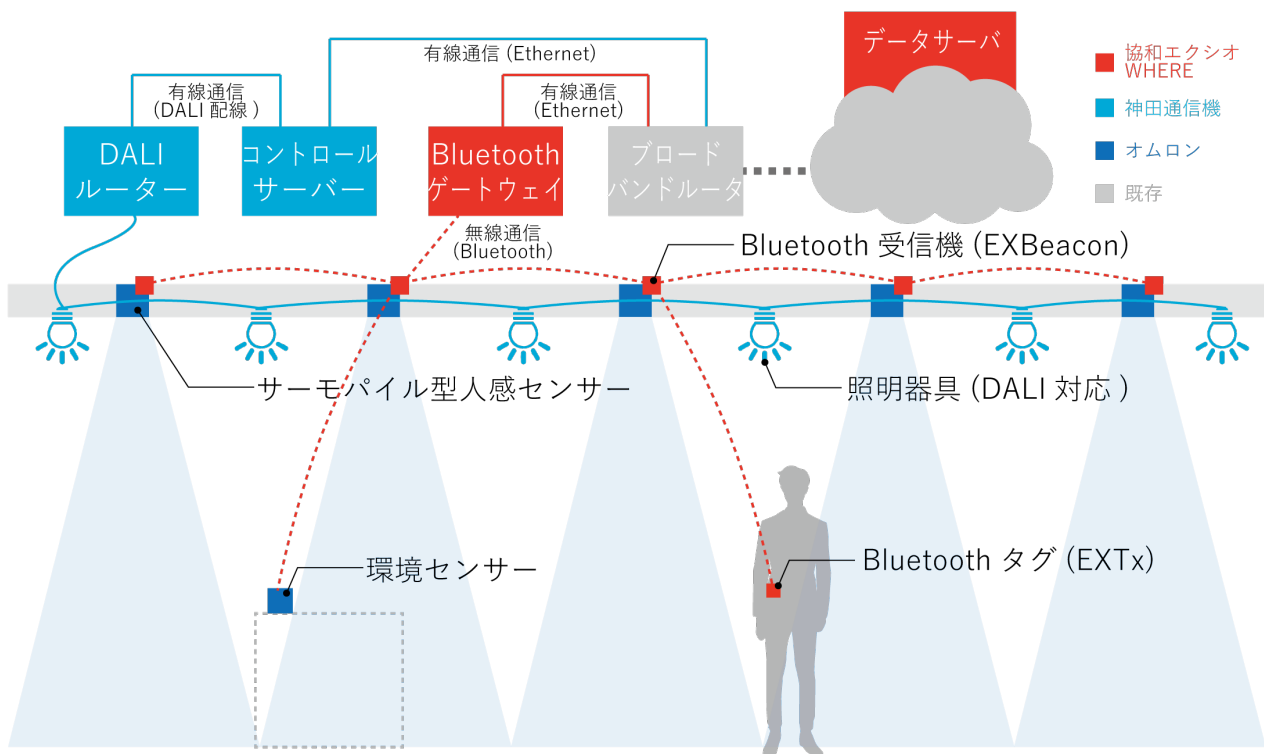 有線通信 (Ethernet)
データサーバ
協和エクシオ
WHERE
有線通信
(DALI 配線 )
有線通信
(Ethernet)
神田通信機
DALI
ルーター
コントロール
サーバー
Bluetooth
ゲートウェイ
ブロード
バンドルータ
オムロン
既存
無線通信
(Bluetooth)
Bluetooth 受信機 (EXBeacon)
サーモパイル型人感センサー
照明器具 (DALI 対応 )
環境センサー
Bluetooth タグ (EXTx)